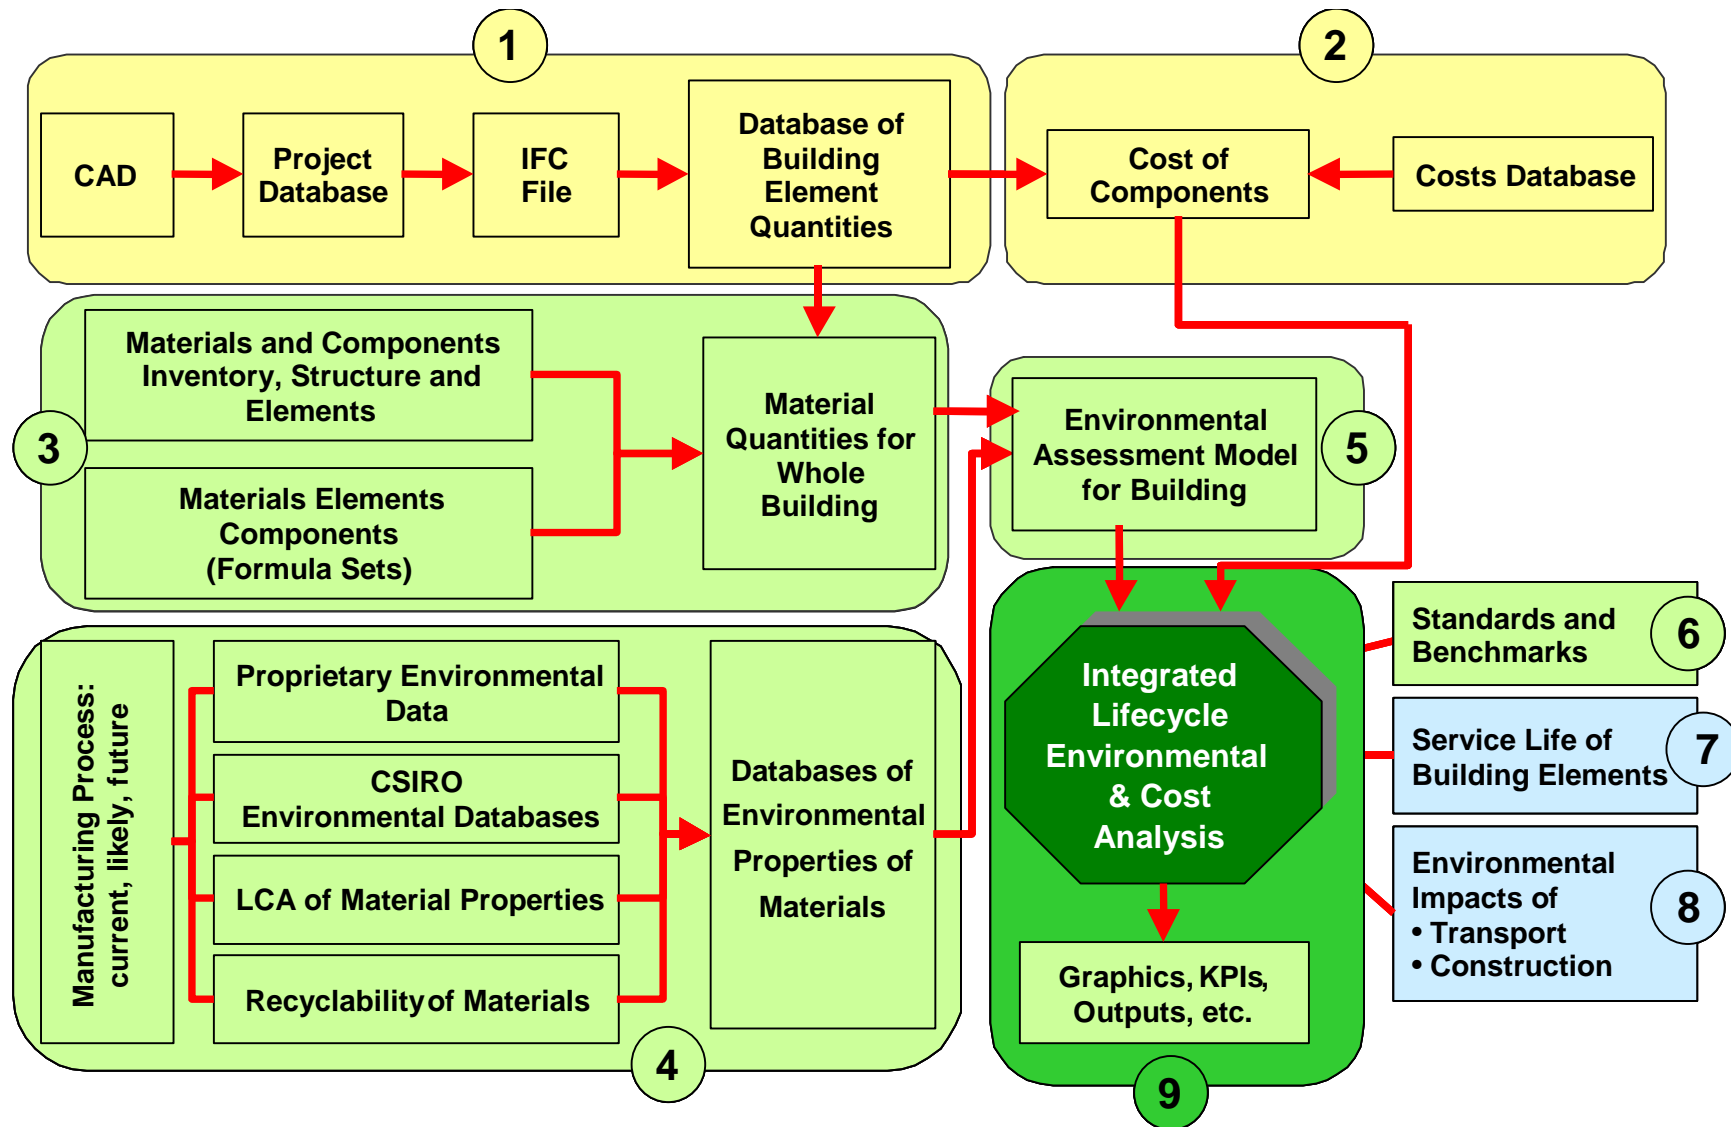 1
2
CAD
Project
Database
IFC
File
Database of
Building
Element
Quantities
Cost of
Components
Costs Database
3
Materials and Components
Inventory, Structure and
Elements
Materials Elements
Components
(Formula Sets)
Material
Quantities for
Whole
Building
Environmental
Assessment Model
for Building
5
Manufacturing Process:
current, likely, future
Proprietary Environmental
Data
CSIRO
Environmental Databases
LCA of Material Properties
Recyclability of Materials
Databases of
Environmental
Properties of
Materials
4
Integrated
Lifecycle
Environmental
& Cost
Analysis
Graphics, KPIs,
Outputs, etc.
9
Standards and
Benchmarks
6
Service Life of
Building Elements
7
Environmental
Impacts of
• Transport
• Construction
8